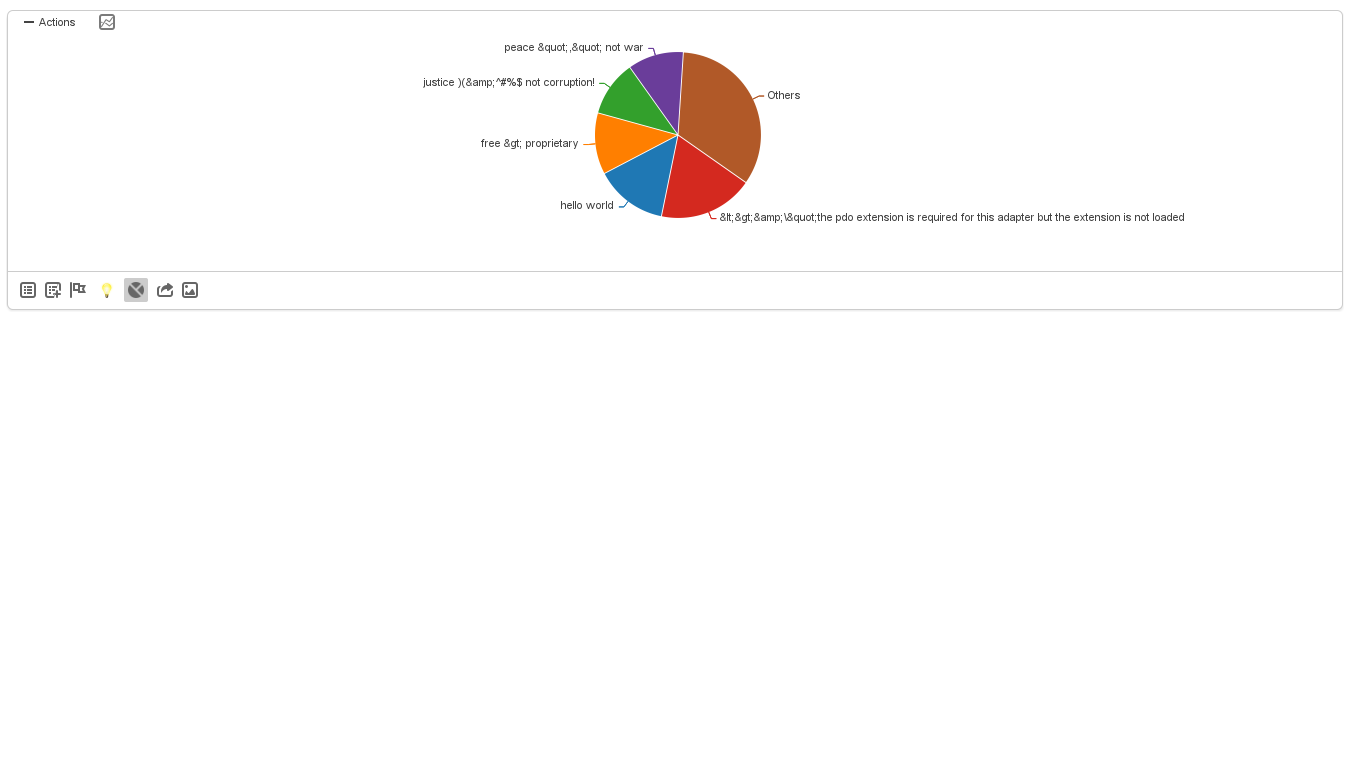 Actions
peace &quot;,&quot; not war
justice )(&amp;^#%$ not corruption!
Others
free &gt; proprietary
hello world
&lt;&gt;&amp;\&quot;the pdo extension is required for this adapter but the extension is not loaded